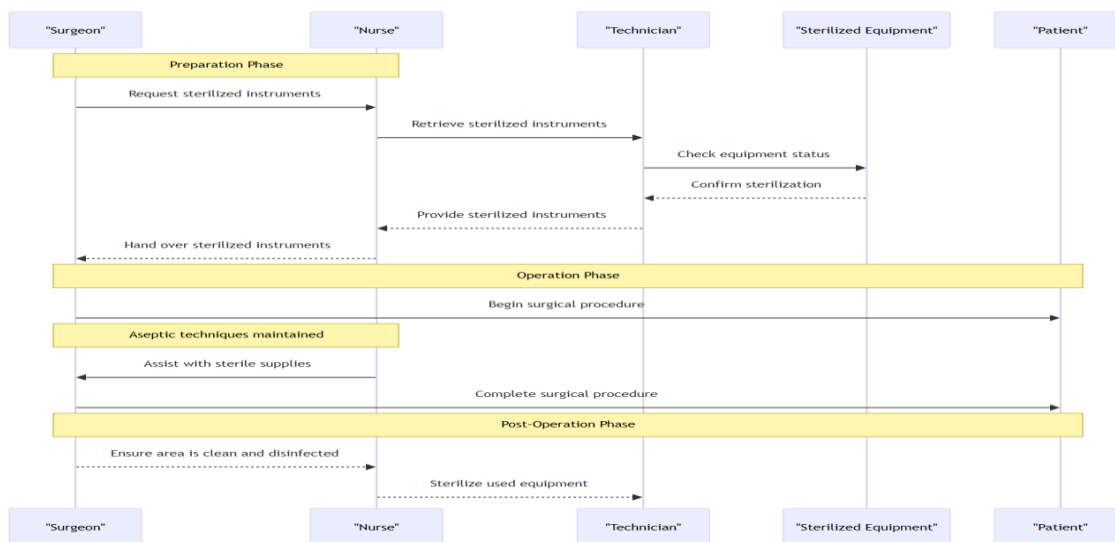 "Surgeon"
"Nurse"
"Technician"
"Sterilized Equipment"
"Patient"
Preparation Phase
Request sterilized instruments
Retrieve sterilized instruments
Check equipment status
Confirm sterilization
Provide sterilized instruments
Hand over sterilized instruments
Operation Phase
Begin surgical procedure
Aseptic techniques maintained
Assist with sterile supplies
Complete surgical procedure
Post-Operation Phase
Ensure area is clean and disinfected
Sterilize used equipment
"Surgeon"
"Nurse"
"Technician"
"Sterilized Equipment"
"Patient"